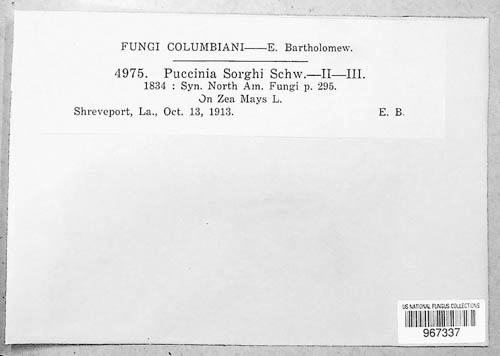 FUNGI COLUMBIANI——E. Bartholomew.
4975. Puccinia Sorghi Schw.—II—III.
1834 : Syn. North Am. Fungi p. 295.
On Zea Mays L.
Shreveport, La., Oct. 13, 1913. E. B.
US NATIONAL FUNGUS COLLECTIONS
967337